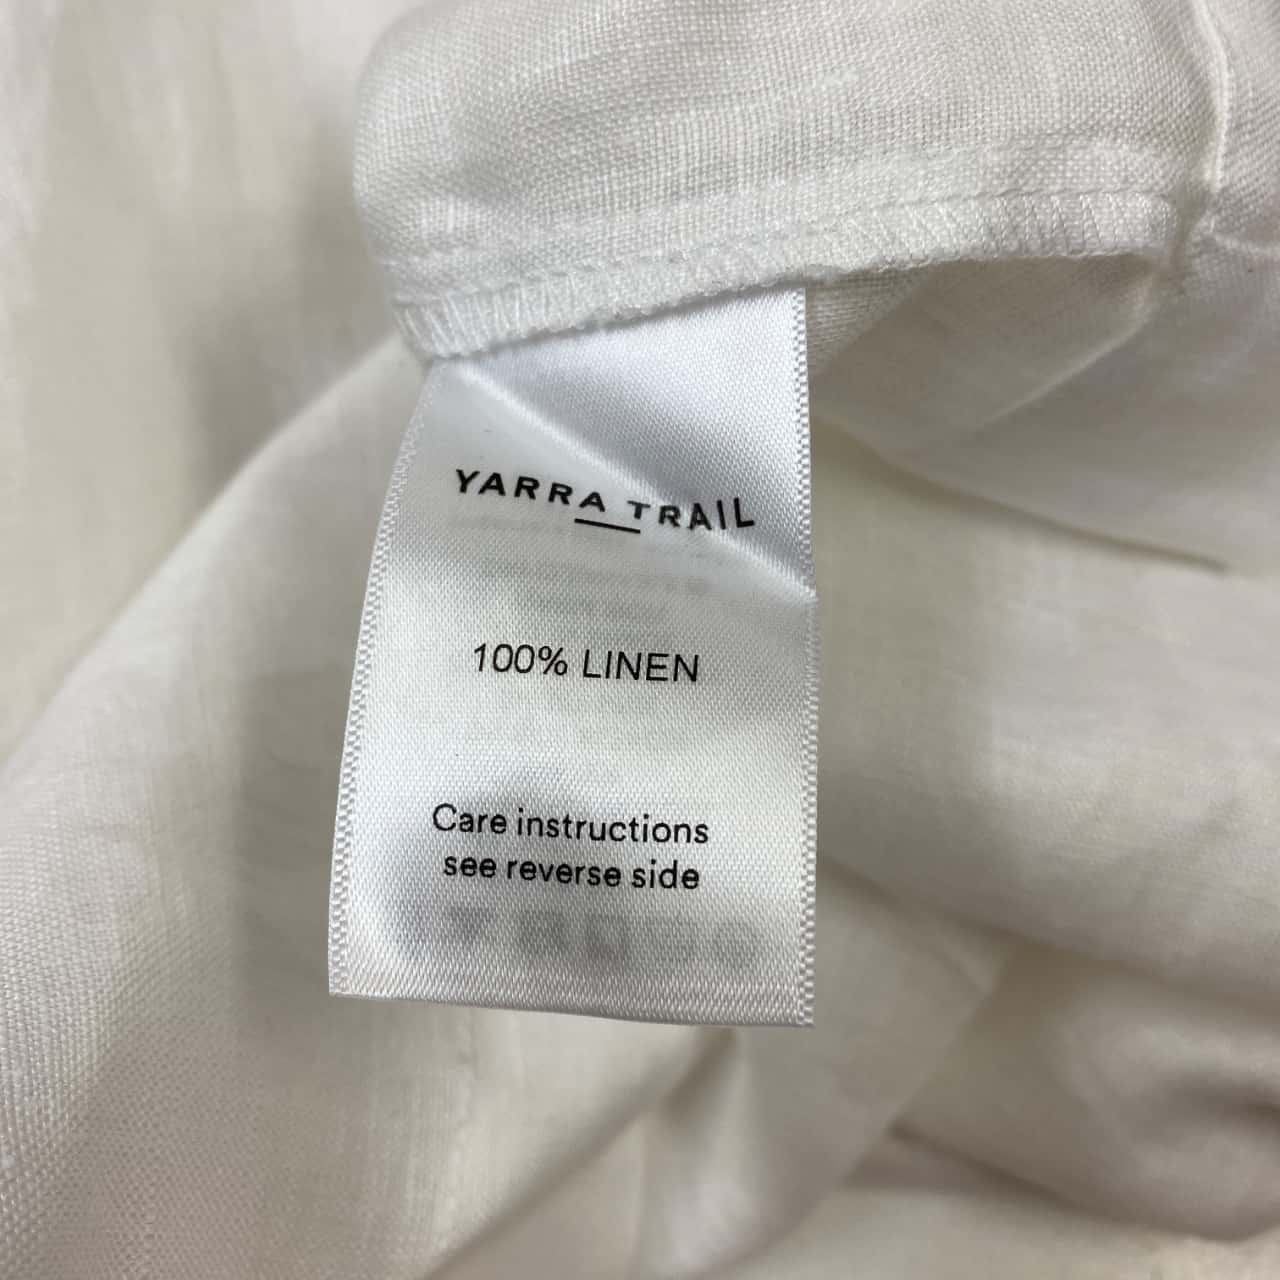 YARRA TRAIL
100% LINEN
Care instructions
see reverse side